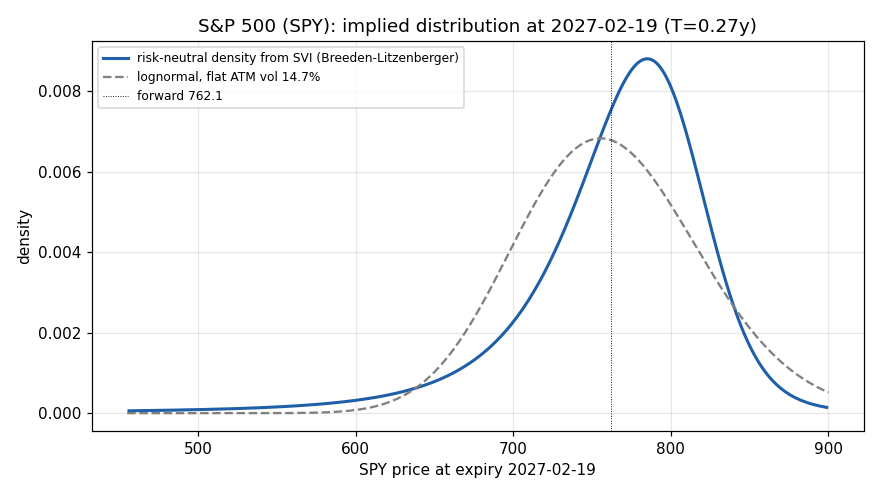 S&P 500 (SPY): implied distribution at 2027-02-19 (T=0.27y)
risk-neutral density from SVI (Breeden-Litzenberger)
lognormal, flat ATM vol 14.7%
forward 762.1
density
0.008
0.006
0.004
0.002
0.000
500
600
700
800
900
SPY price at expiry 2027-02-19